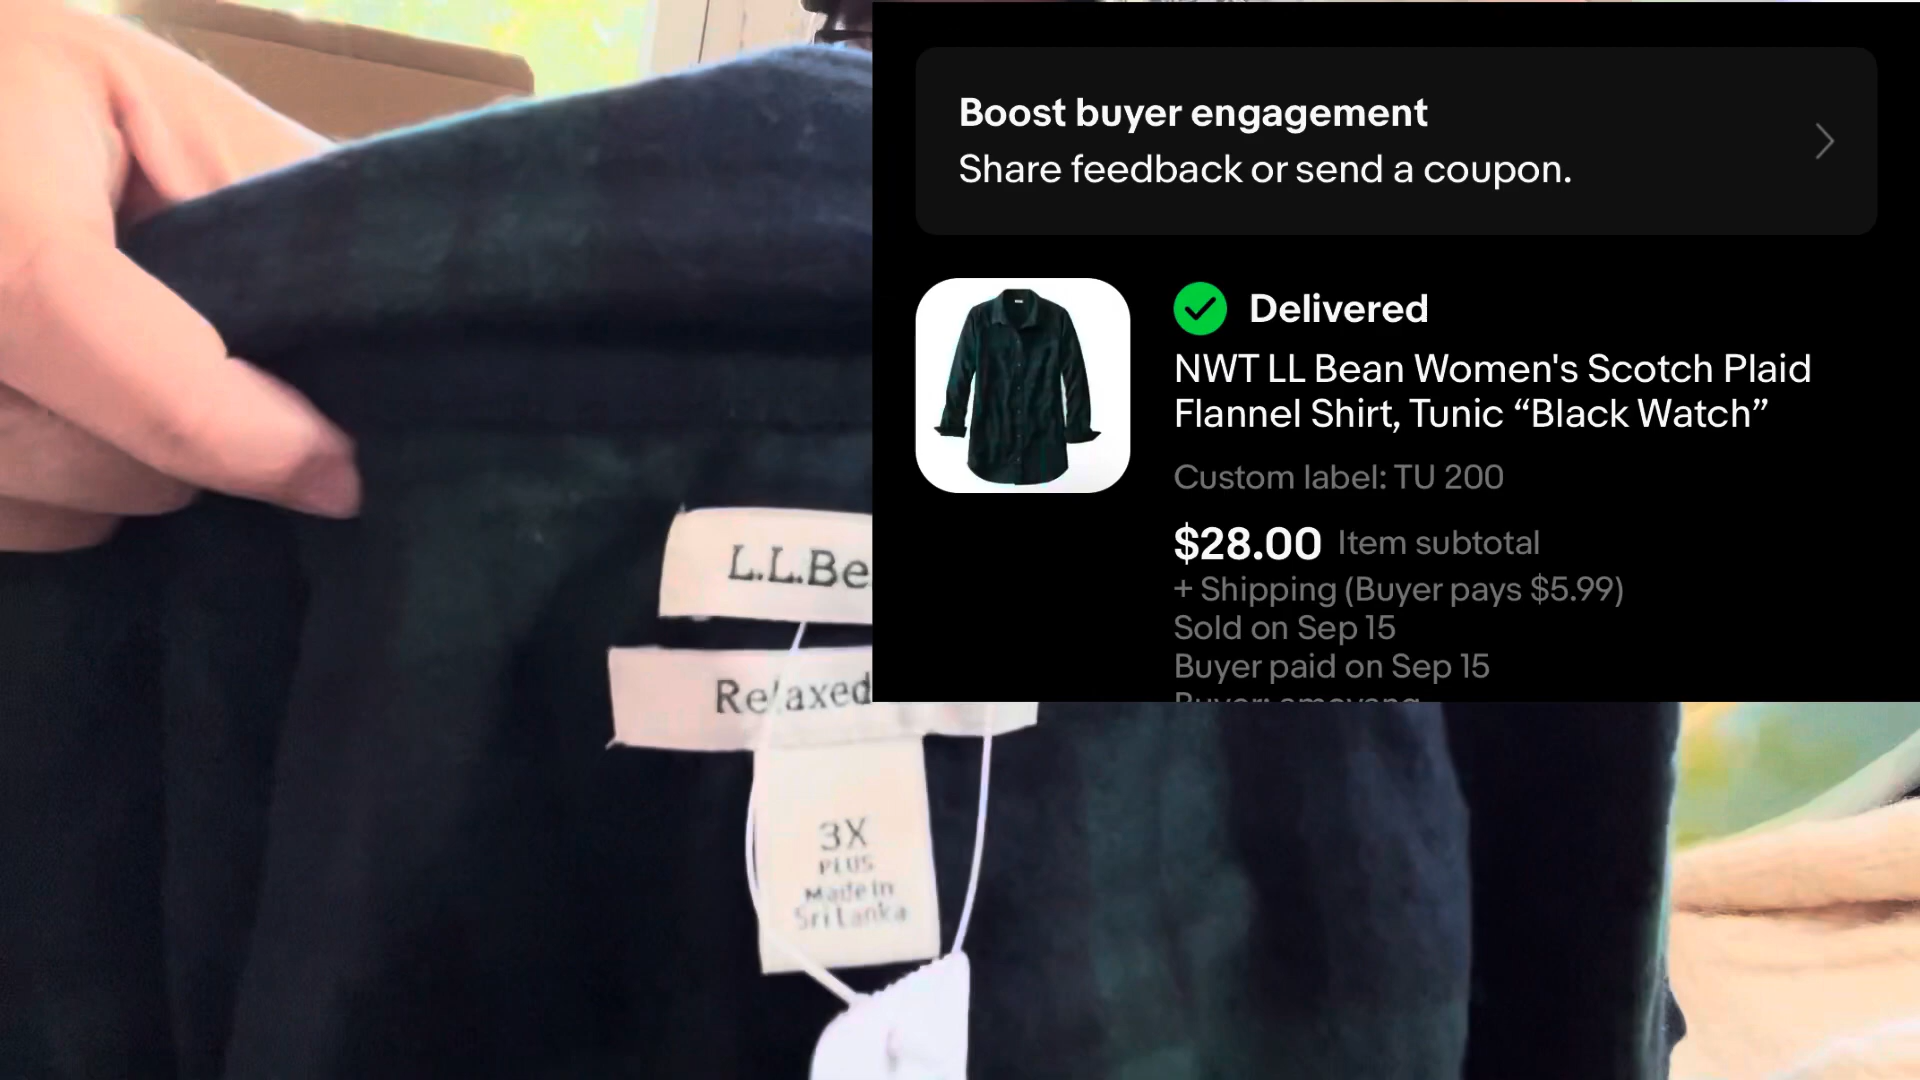 Boost buyer engagement
Share feedback or send a coupon.
Delivered
NWT LL Bean Women's Scotch Plaid
Flannel Shirt, Tunic “Black Watch”
Custom label: TU 200
$28.00 Item subtotal
+ Shipping (Buyer pays $5.99)
Sold on Sep 15
Buyer paid on Sep 15
L.L.Be
Relaxed
3X
PLUS
Made in
Sri Lanka